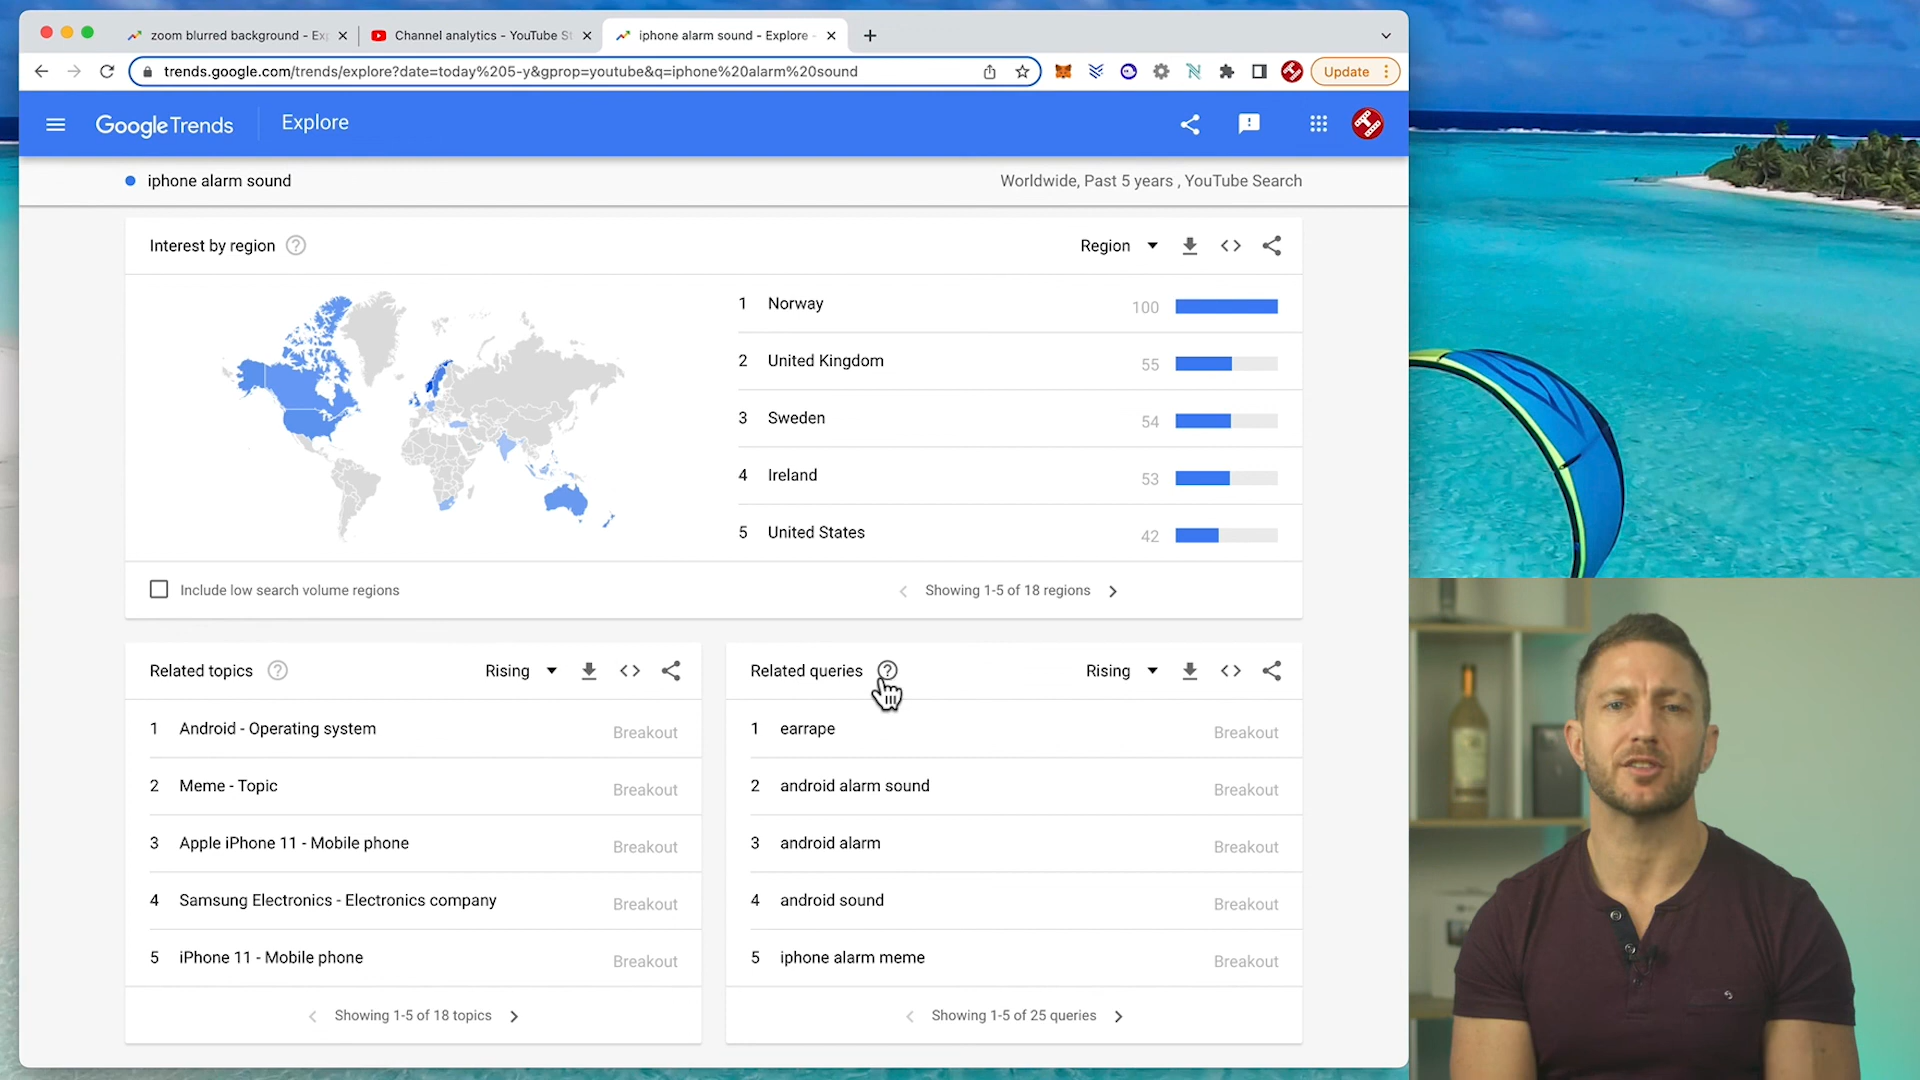 zoom blurred background - Exp
Channel analytics - YouTube St
iphone alarm sound - Explore -
trends.google.com/trends/explore?date=today%205-y&gprop=youtube&q=iphone%20alarm%20sound
Update
Google Trends
Explore
iphone alarm sound
Worldwide, Past 5 years , YouTube Search
Interest by region
Region
1 Norway 100
2 United Kingdom 55
3 Sweden 54
4 Ireland 53
5 United States 42
Include low search volume regions
Showing 1-5 of 18 regions
Related topics
Rising
1 Android - Operating system Breakout
2 Meme - Topic Breakout
3 Apple iPhone 11 - Mobile phone Breakout
4 Samsung Electronics - Electronics company Breakout
5 iPhone 11 - Mobile phone Breakout
Showing 1-5 of 18 topics
Related queries
Rising
1 earrape Breakout
2 android alarm sound Breakout
3 android alarm Breakout
4 android sound Breakout
5 iphone alarm meme Breakout
Showing 1-5 of 25 queries